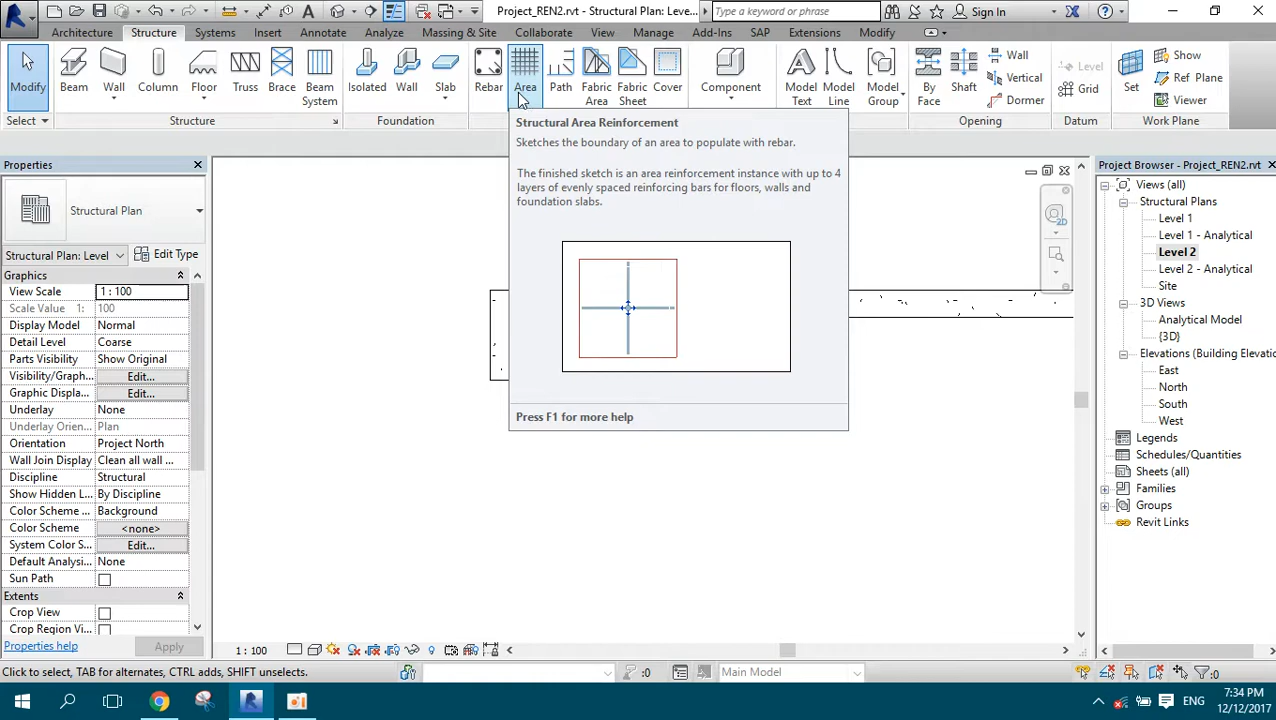 Project_REN2.rvt - Structural Plan: Leve...
Type a keyword or phrase
Sign In
Architecture
Structure
Systems
Insert
Annotate
Analyze
Massing & Site
Collaborate
View
Manage
Add-Ins
SAP
Extensions
Modify
Modify
Beam
Wall
Column
Floor
Truss
Brace
Beam
System
Isolated
Wall
Slab
Rebar
Area
Path
Fabric
Area
Fabric
Sheet
Cover
Component
Model
Text
Model
Line
Model
Group
By
Face
Shaft
Wall
Vertical
Dormer
Level
Grid
Set
Show
Ref Plane
Viewer
Select
Structure
Foundation
Opening
Datum
Work Plane
Structural Area Reinforcement
Sketches the boundary of an area to populate with rebar.
The finished sketch is an area reinforcement instance with up to 4
layers of evenly spaced reinforcing bars for floors, walls and
foundation slabs.
Press F1 for more help
Properties
Structural Plan
Structural Plan: Level
Edit Type
Graphics
View Scale 1 : 100
Scale Value 1: 100
Display Model Normal
Detail Level Coarse
Parts Visibility Show Original
Visibility/Graph... Edit...
Graphic Displa... Edit...
Underlay None
Underlay Orien... Plan
Orientation Project North
Wall Join Display Clean all wall ...
Discipline Structural
Show Hidden L... By Discipline
Color Scheme ... Background
Color Scheme <none>
System Color S... Edit...
Default Analysi... None
Sun Path
Extents
Crop View
Crop Region Vi...
Properties help
Apply
Project Browser - Project_REN2.rvt
Views (all)
Structural Plans
Level 1
Level 1 - Analytical
Level 2
Level 2 - Analytical
Site
3D Views
Analytical Model
{3D}
Elevations (Building Elevatio
East
North
South
West
Legends
Schedules/Quantities
Sheets (all)
Families
Groups
Revit Links
2D
1 : 100
Click to select, TAB for alternates, CTRL adds, SHIFT unselects.
:0
Main Model
:0
ENG
7:34 PM
12/12/2017